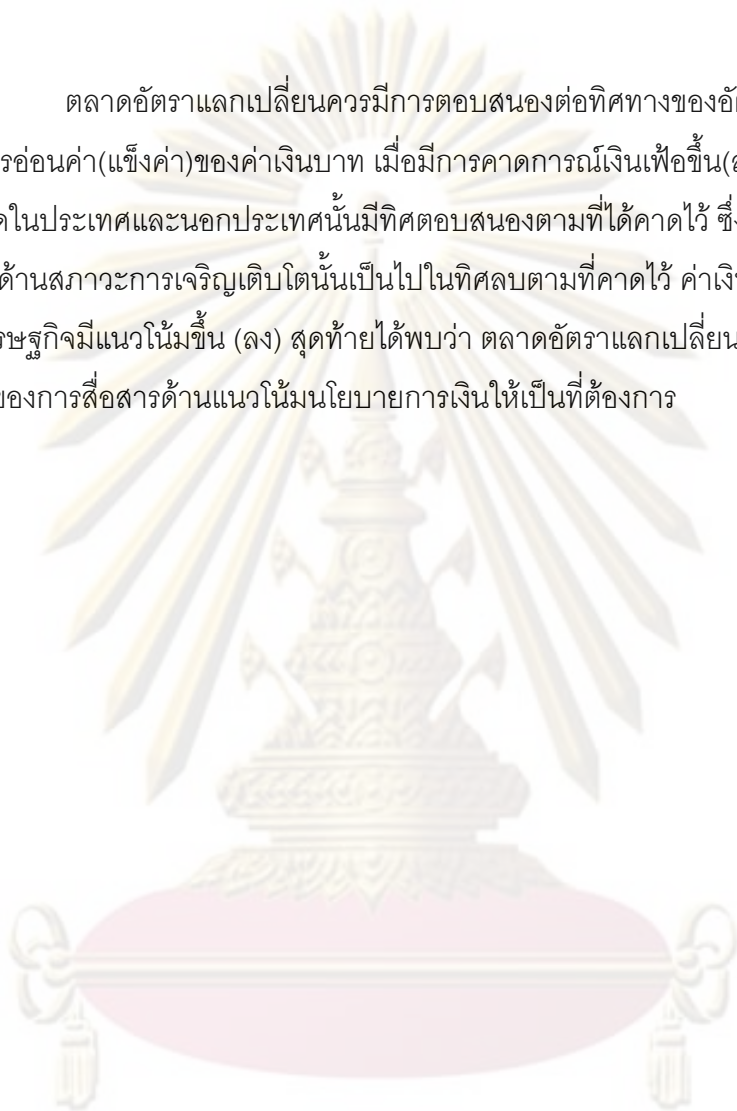 ตลาดอัตราแลกเปลี่ยนควรมีการตอบสนองต่อทิศทางของ
อ่อนค่า(แข็งค่า)ของค่าเงินบาท เมื่อมีการคาดการณ์เงินเฟ้อขึ้น
ในประเทศและนอกประเทศนั้นมีทิศตอบสนองตามที่ได้คาดไว้
ด้านสภาวะการเจริญเติบโตนั้นเป็นไปในทิศลบตามที่คาดไว้
มีแนวโน้มขึ้น (ลง) สุดท้ายได้พบว่า ตลาดอัตราแลกเปลี่ยน
ของการสื่อสารด้านแนวโน้มนโยบายการเงินให้เป็นที่ต้องการ